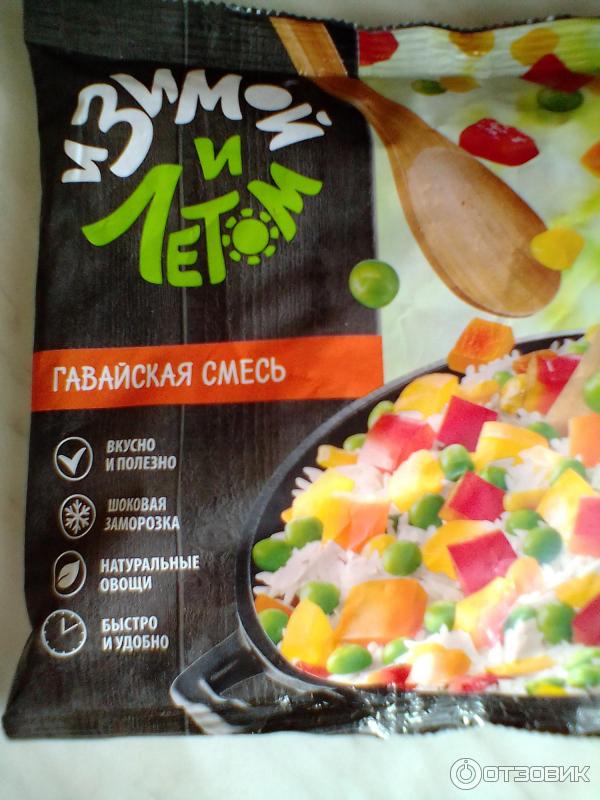 и ЗИМОЙ
и
ЛЕТОМ
ГАВАЙСКАЯ СМЕСЬ
ВКУСНО
И ПОЛЕЗНО
ШОКОВАЯ
ЗАМОРОЗКА
НАТУРАЛЬНЫЕ
ОВОЩИ
БЫСТРО
И УДОБНО
ОТЗОВИК